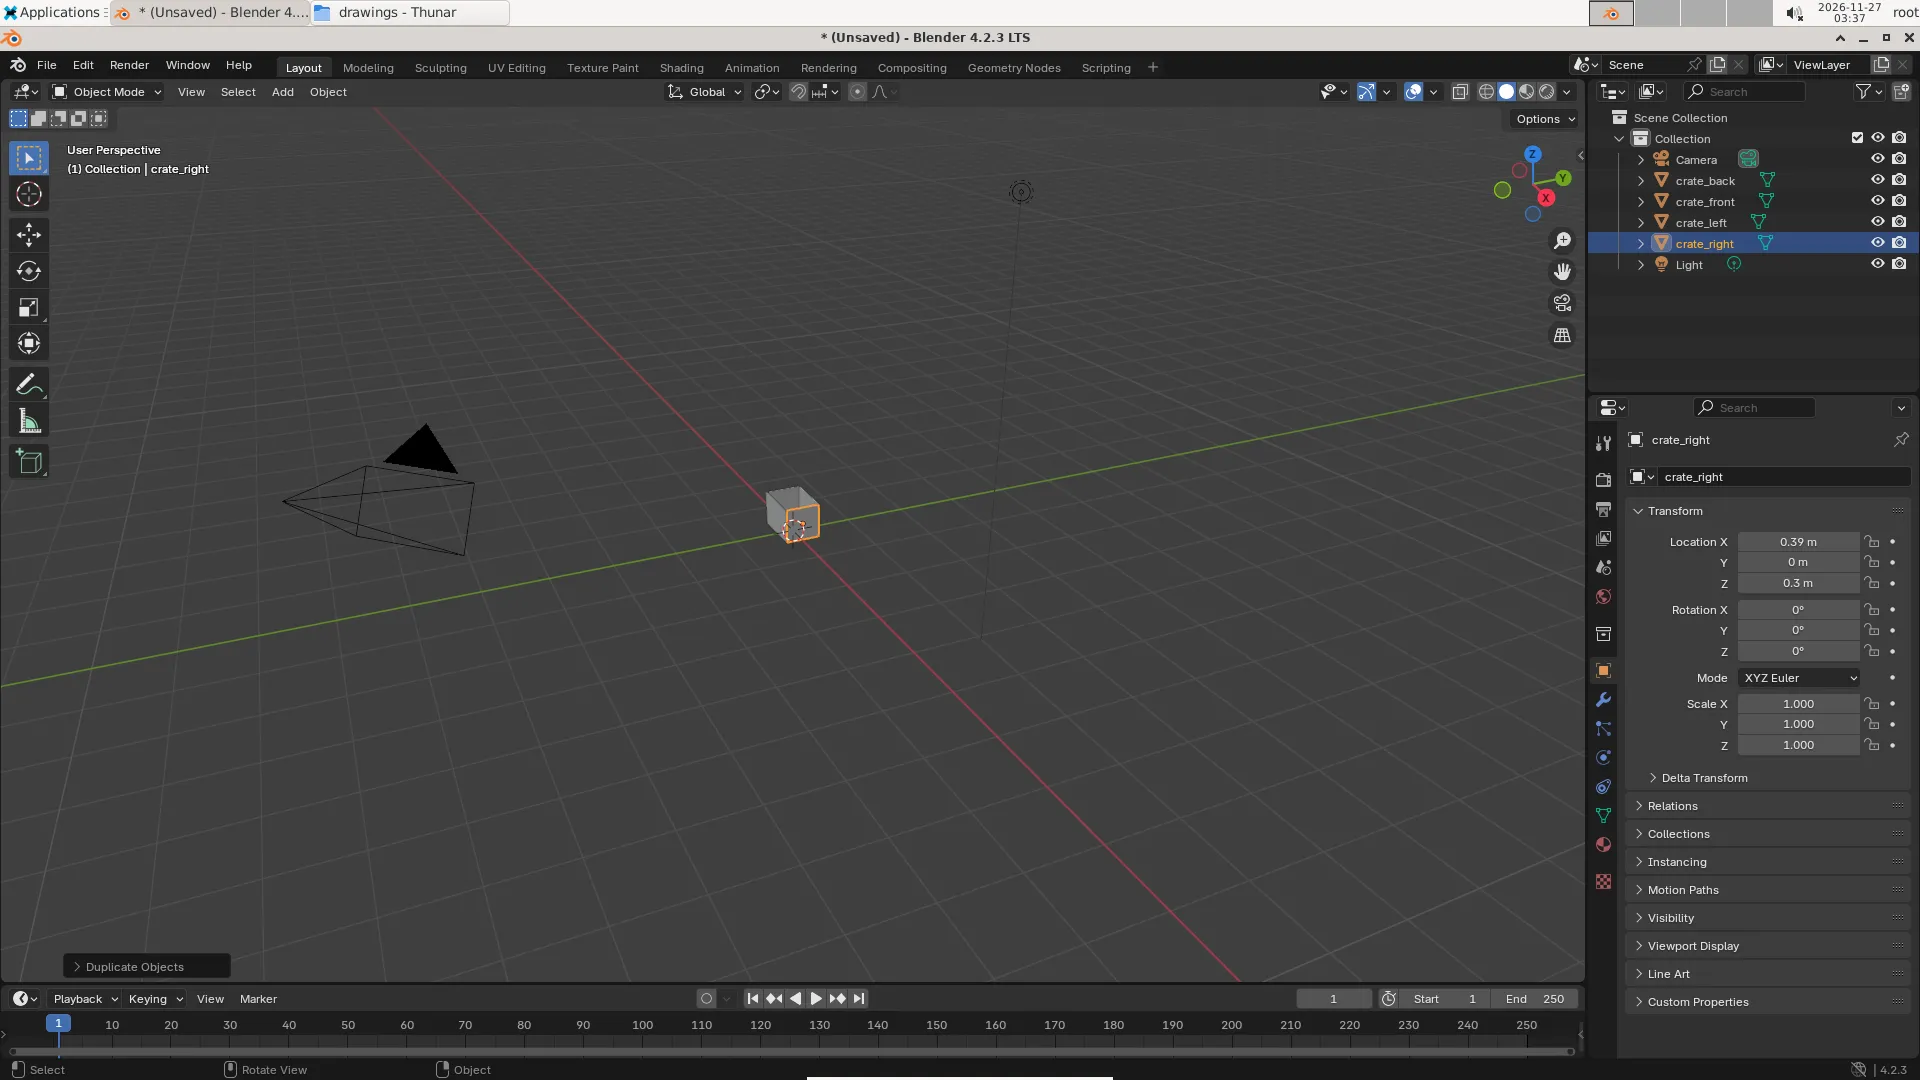 Applications
* (Unsaved) - Blender 4....
drawings - Thunar
2026-11-27
03:37
root
* (Unsaved) - Blender 4.2.3 LTS
File Edit Render Window Help
Layout Modeling Sculpting UV Editing Texture Paint Shading Animation Rendering Compositing Geometry Nodes Scripting
Scene
ViewLayer
Object Mode View Select Add Object
Global
Search
Options
User Perspective
(1) Collection | crate_right
Z
Y
X
Scene Collection
Collection
Camera
crate_back
crate_front
crate_left
crate_right
Light
Search
crate_right
crate_right
Transform
Location X 0.39 m
Y 0 m
Z 0.3 m
Rotation X 0°
Y 0°
Z 0°
Mode XYZ Euler
Scale X 1.000
Y 1.000
Z 1.000
Delta Transform
Relations
Collections
Instancing
Motion Paths
Visibility
Viewport Display
Line Art
Custom Properties
Duplicate Objects
Playback Keying View Marker
1
Start 1
End 250
1 10 20 30 40 50 60 70 80 90 100 110 120 130 140 150 160 170 180 190 200 210 220 230 240 250
Select
Rotate View
Object
4.2.3